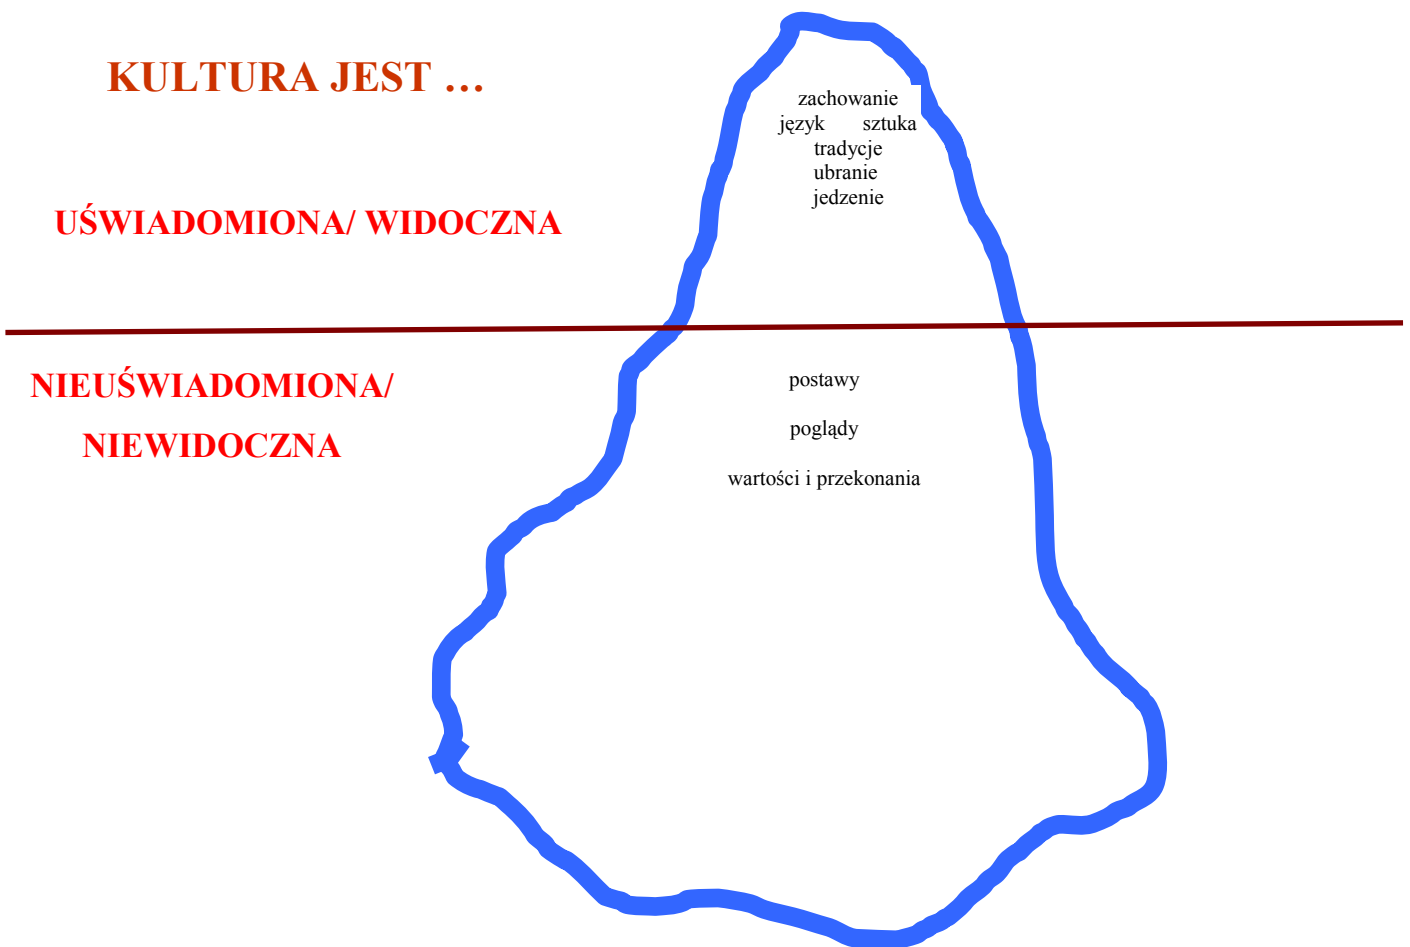 KULTURA JEST ...
zachowanie
język sztuka
tradycje
ubranie
jedzenie
UŚWIADOMIONA/ WIDOCZNA
NIEUŚWIADOMIONA/
NIEWIDOCZNA
postawy
poglądy
wartości i przekonania